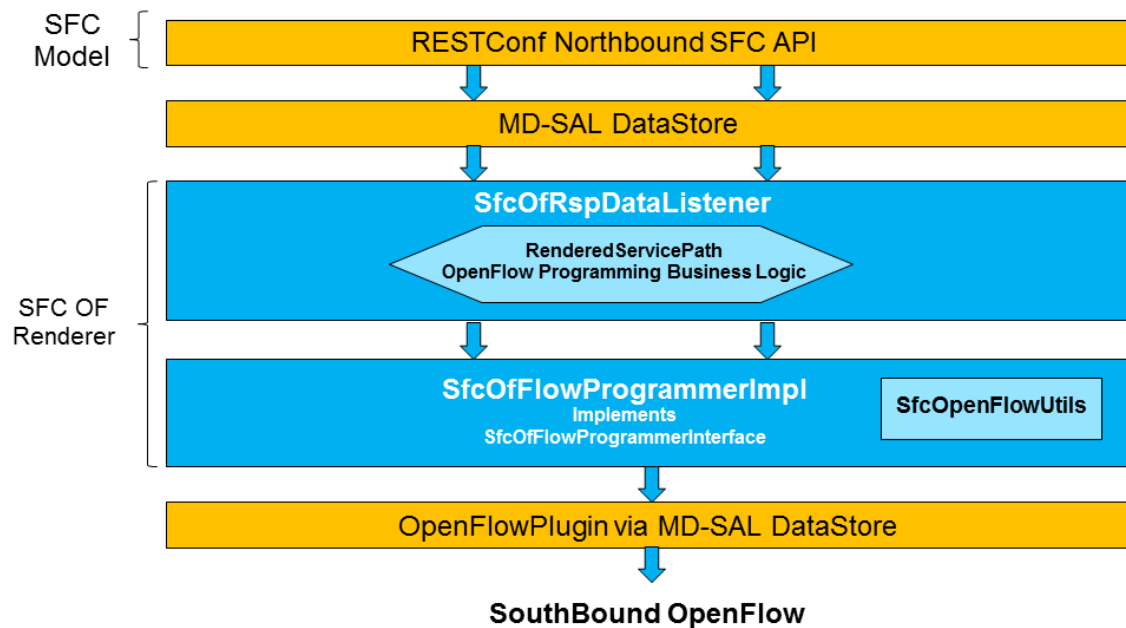 SFC
Model
RESTConf Northbound SFC API
MD-SAL DataStore
SfcOfRspDataListener
RenderedServicePath
OpenFlow Programming Business Logic
SFC OF
Renderer
SfcOfFlowProgrammerImpl
Implements
SfcOfFlowProgrammerInterface
SfcOpenFlowUtils
OpenFlowPlugin via MD-SAL DataStore
SouthBound OpenFlow